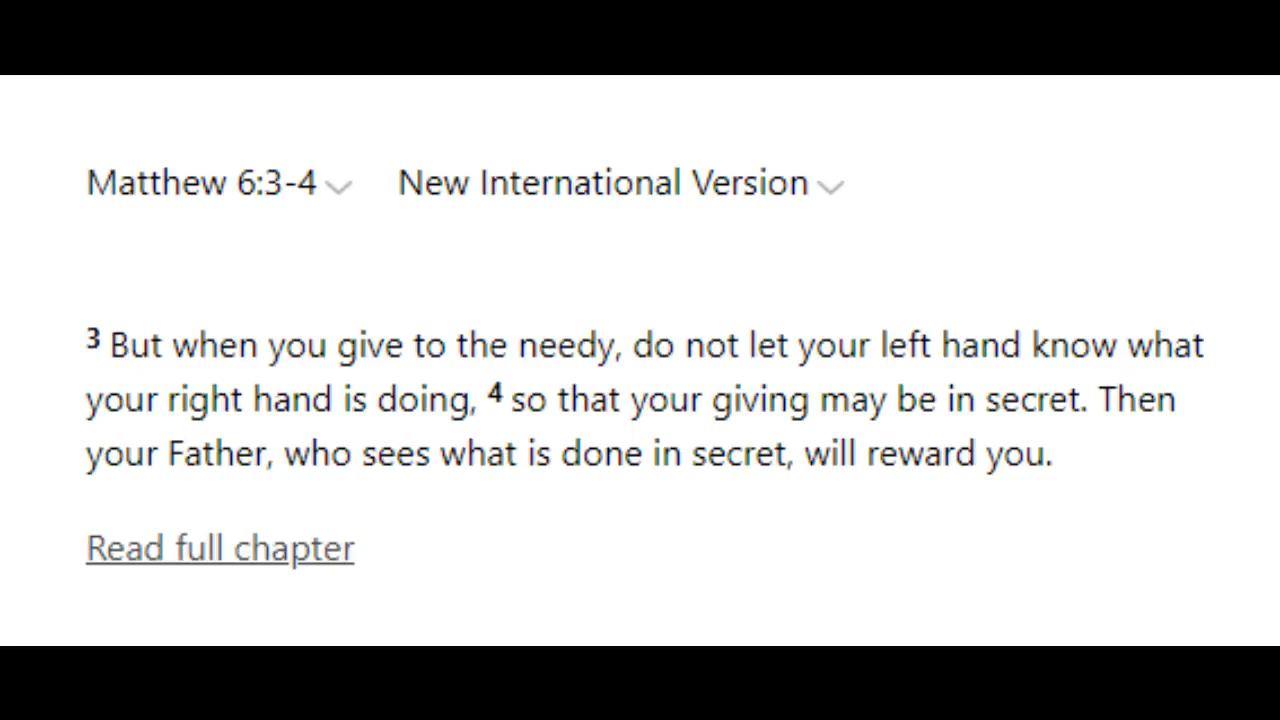 Matthew 6:3-4 New International Version
3 But when you give to the needy, do not let your left hand know what
your right hand is doing, 4 so that your giving may be in secret. Then
your Father, who sees what is done in secret, will reward you.
Read full chapter